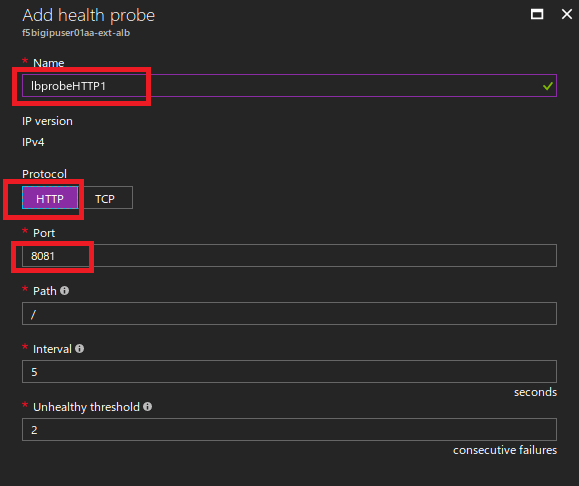 Add health probe
f5bigipuser01aa-ext-alb
* Name
lbprobeHTTP1
IP version
IPv4
Protocol
HTTP TCP
* Port
8081
* Path
/
* Interval
5
seconds
* Unhealthy threshold
2
consecutive failures